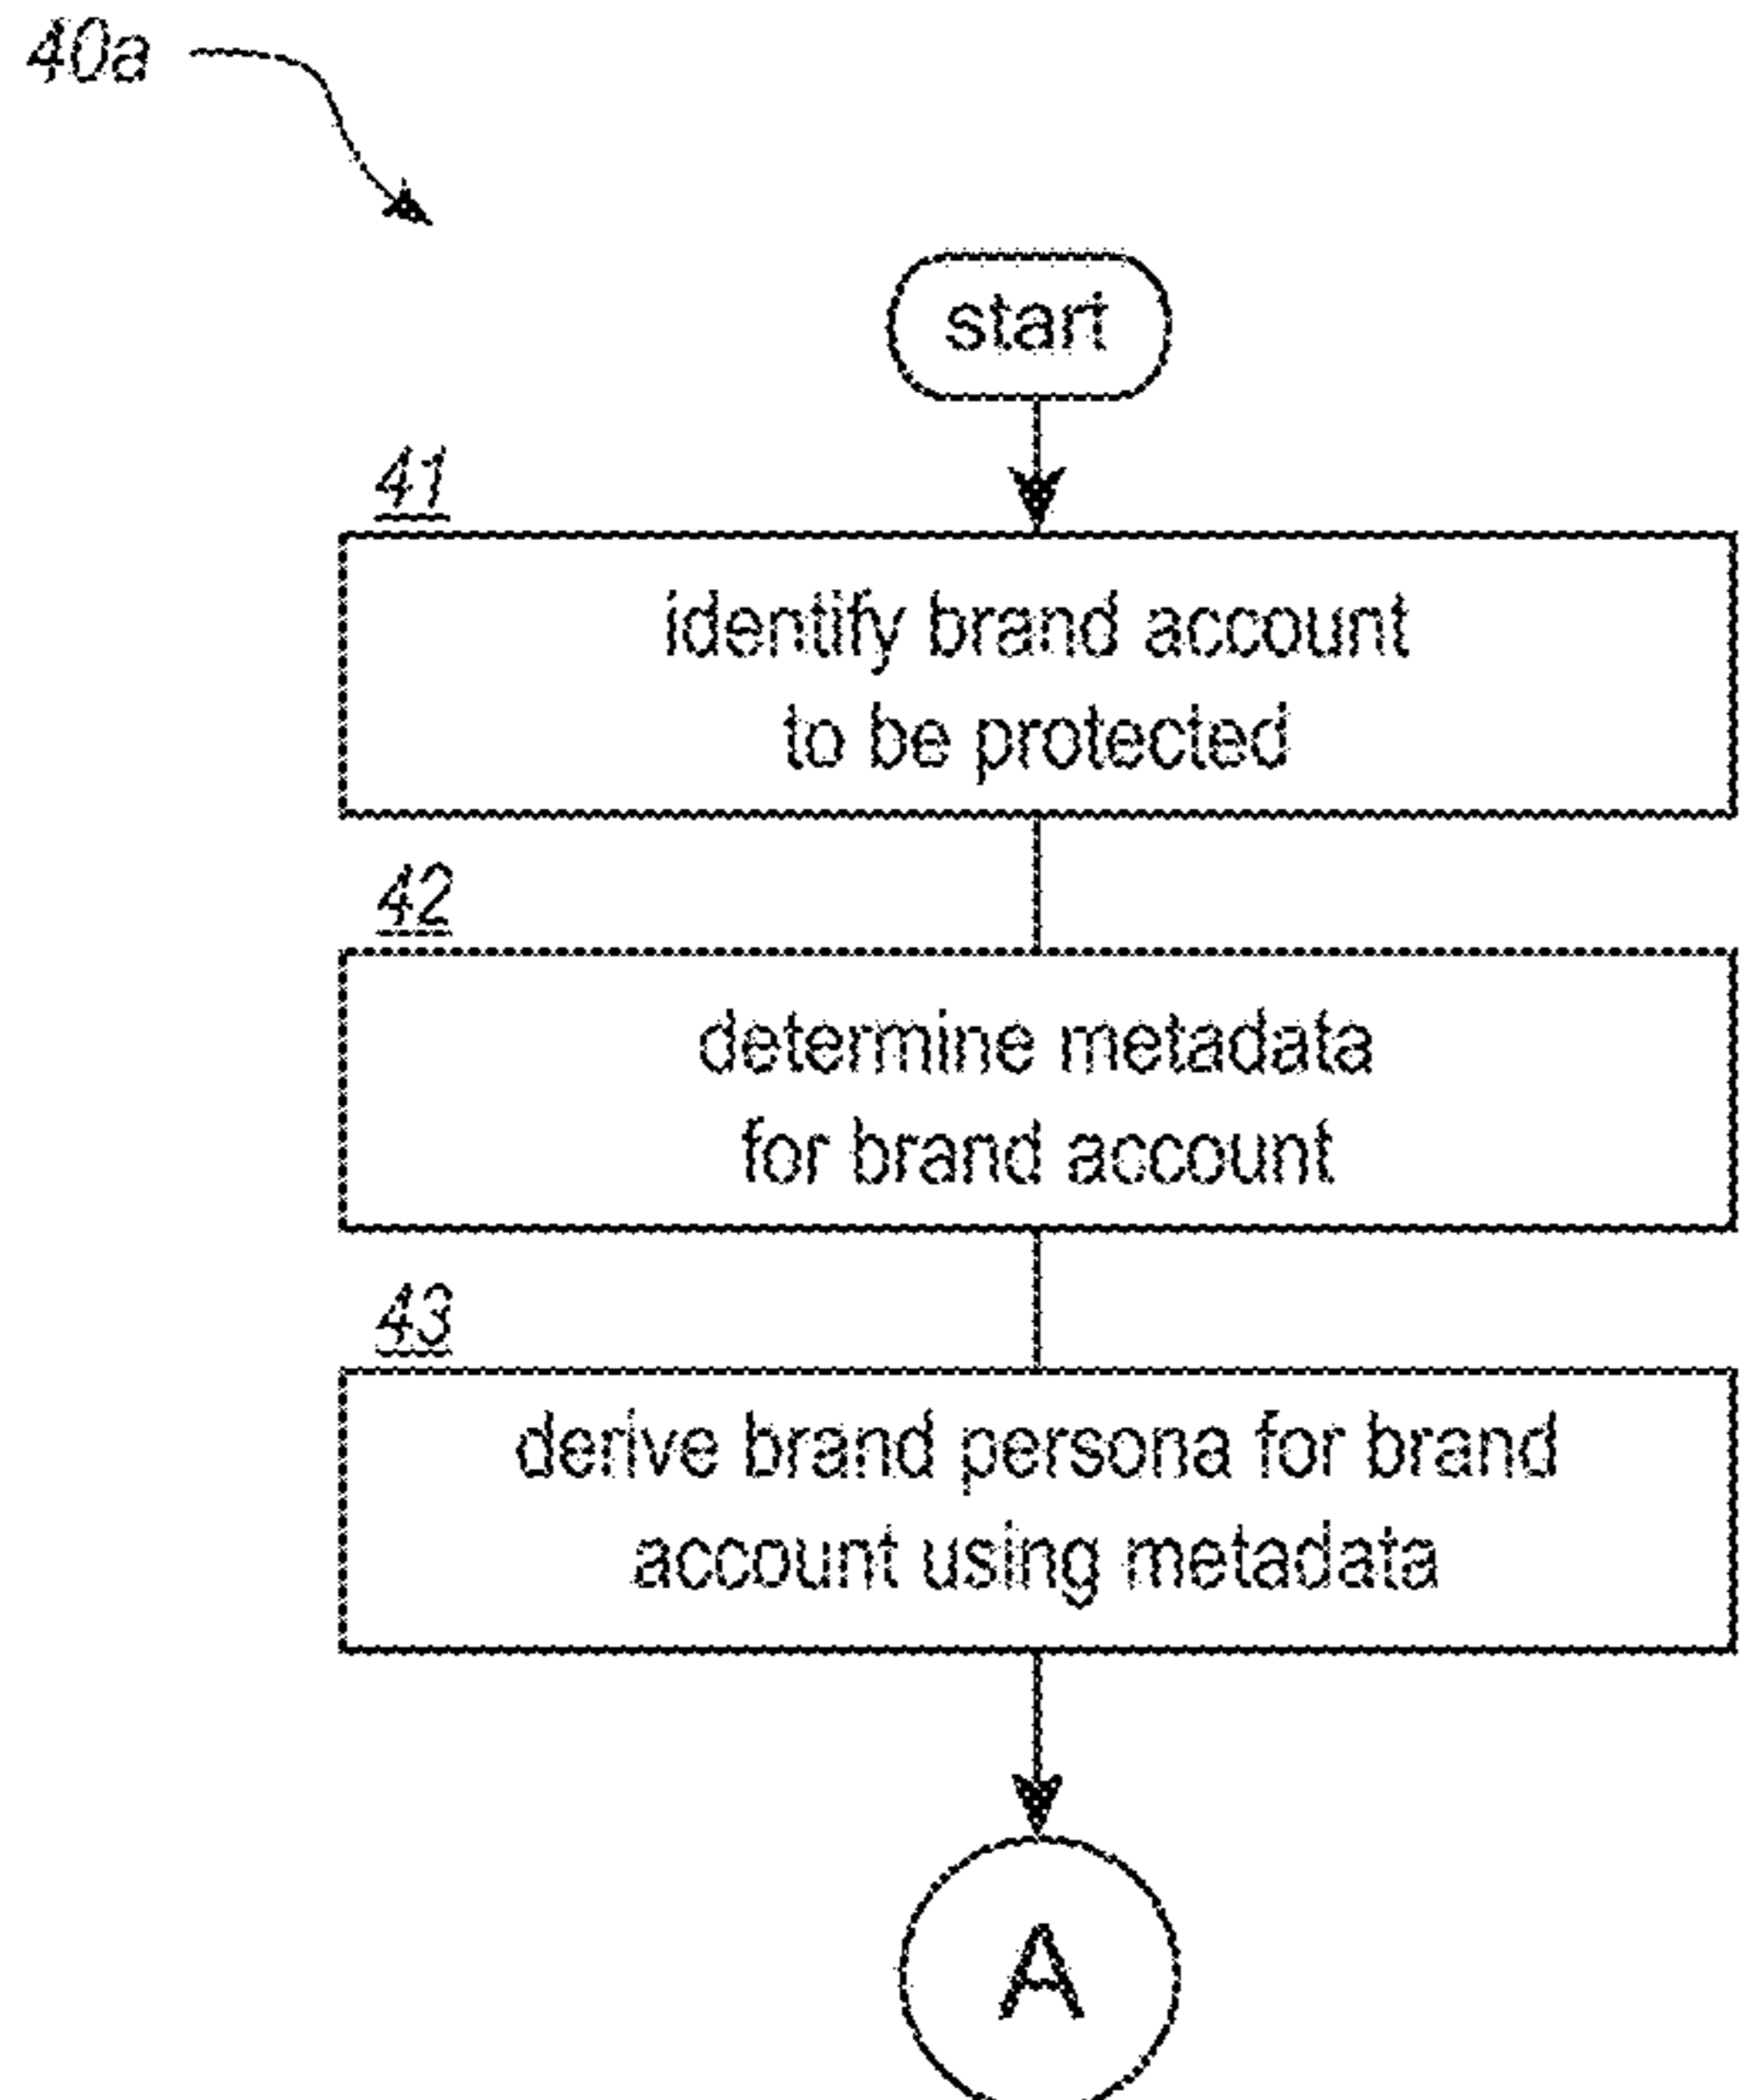 40a
start
41
identify brand account
to be protected
42
determine metadata
for brand account
43
derive brand persona for brand
account using metadata
A